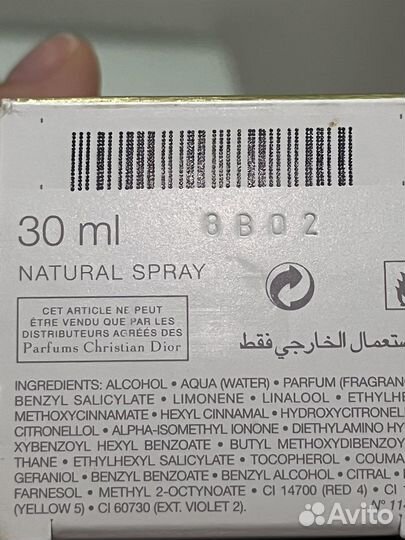 30 ml 8B02
NATURAL SPRAY
CET ARTICLE NE PEUT
ÊTRE VENDU QUE PAR LES
DISTRIBUTEURS AGRÉÉS DES
Parfums Christian Dior
ستعمال الخارجي فقط
INGREDIENTS: ALCOHOL • AQUA (WATER) • PARFUM (FRAGRAN
BENZYL SALICYLATE • LIMONENE • LINALOOL • ETHYLHE
METHOXYCINNAMATE • HEXYL CINNAMAL • HYDROXYCITRONEL
CITRONELLOL • ALPHA-ISOMETHYL IONONE • DIETHYLAMINO HY
XYBENZOYL HEXYL BENZOATE • BUTYL METHOXYDIBENZOY
THANE • ETHYLHEXYL SALICYLATE • TOCOPHEROL • COUMA
GERANIOL • BENZYL BENZOATE • BENZYL ALCOHOL • CITRAL •
FARNESOL • METHYL 2-OCTYNOATE • CI 14700 (RED 4) • CI
(YELLOW 5) • CI 60730 (EXT. VIOLET 2). N° 11
Avito